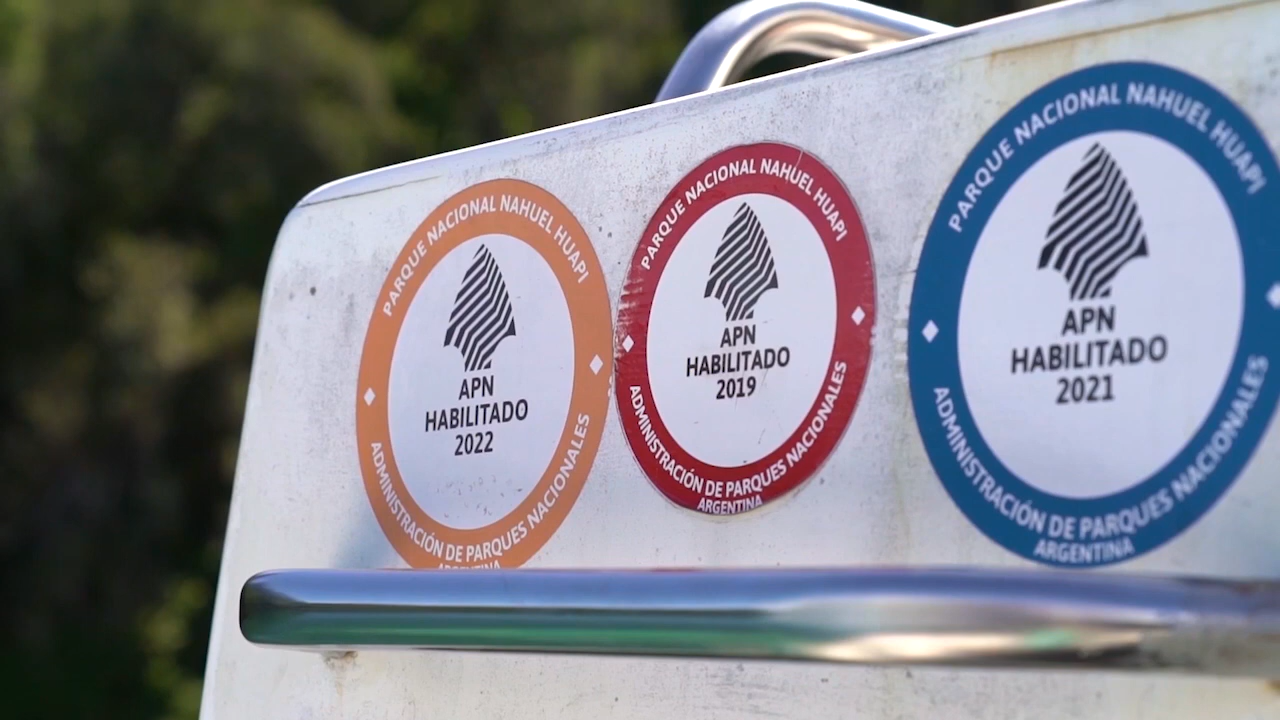 PARQUE NACIONAL NAHUEL HUAPI
APN
HABILITADO
2022
ADMINISTRACIÓN DE PARQUES NACIONALES
ARGENTINA
PARQUE NACIONAL NAHUEL HUAPI
APN
HABILITADO
2019
ADMINISTRACIÓN DE PARQUES NACIONALES
ARGENTINA
PARQUE NACIONAL NAHUEL HUAPI
APN
HABILITADO
2021
ADMINISTRACIÓN DE PARQUES NACIONALES
ARGENTINA